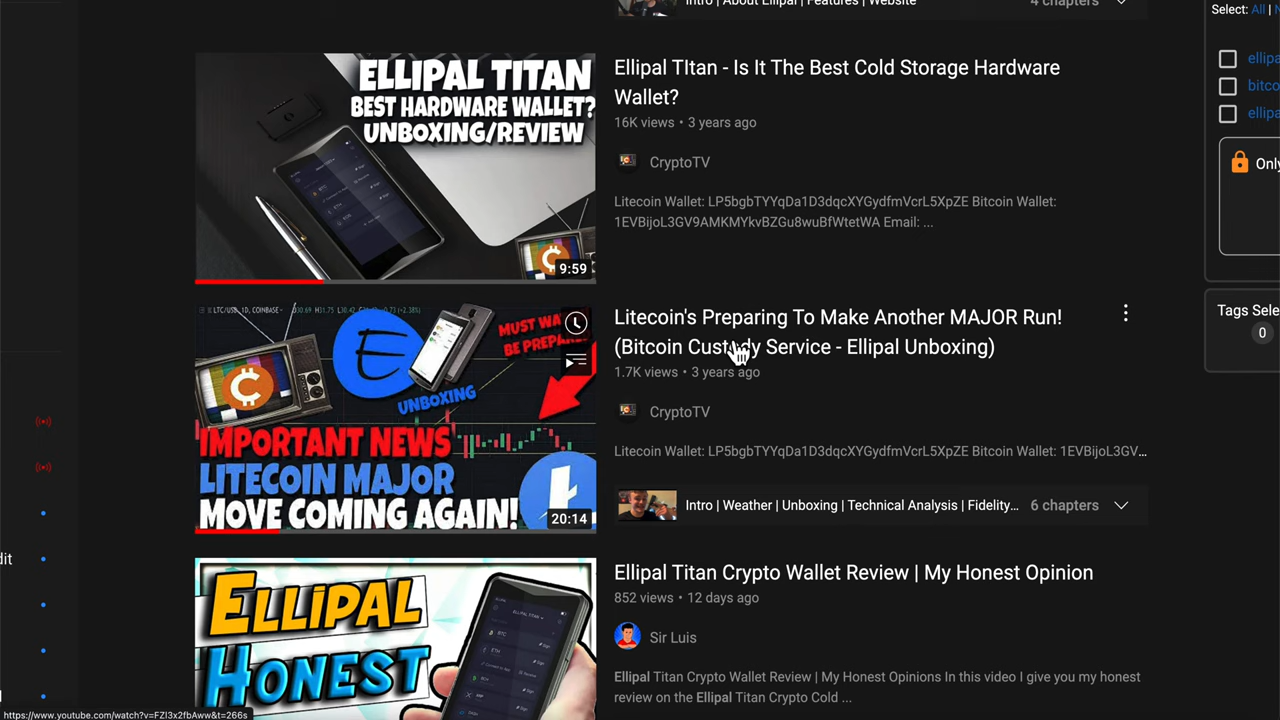 Intro | About Ellipal | Features | Website
4 chapters
Select: All |
ELLIPAL TITAN
BEST HARDWARE WALLET?
UNBOXING/REVIEW
9:59
Ellipal TItan - Is It The Best Cold Storage Hardware
Wallet?
16K views • 3 years ago
CryptoTV
Litecoin Wallet: LP5bgbTYYqDa1D3dqcXYGydfmVcrL5XpZE Bitcoin Wallet:
1EVBijoL3GV9AMKMYkvBZGu8wuBfWtetWA Email: ...
ellipa
bitco
ellipa
Only
LTC/USD, 1D, COINBASE
MUST WA
BE PREPAR
E
UNBOXING
IMPORTANT NEWS
LITECOIN MAJOR
MOVE COMING AGAIN!
20:14
Litecoin's Preparing To Make Another MAJOR Run!
(Bitcoin Custody Service - Ellipal Unboxing)
1.7K views • 3 years ago
CryptoTV
Litecoin Wallet: LP5bgbTYYqDa1D3dqcXYGydfmVcrL5XpZE Bitcoin Wallet: 1EVBijoL3GV...
Intro | Weather | Unboxing | Technical Analysis | Fidelity...
6 chapters
Tags Sele
0
dit
ELLIPAL
HONEST
Ellipal Titan Crypto Wallet Review | My Honest Opinion
852 views • 12 days ago
Sir Luis
Ellipal Titan Crypto Wallet Review | My Honest Opinions In this video I give you my honest
review on the Ellipal Titan Crypto Cold ...
https://www.youtube.com/watch?v=FZI3x2fbAww&t=266s